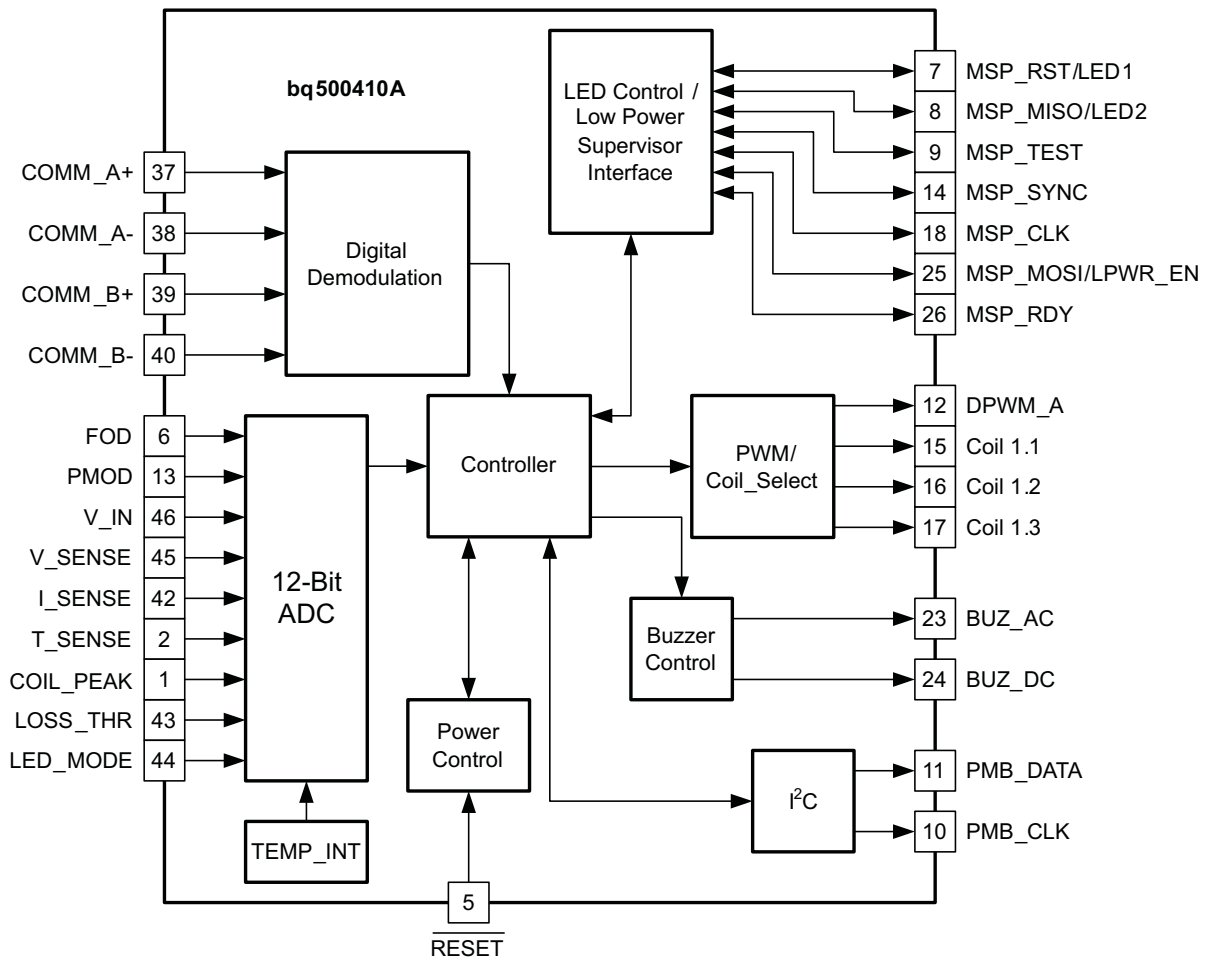 bq500410A
COMM_A+ 37
COMM_A- 38
COMM_B+ 39
COMM_B- 40
Digital
Demodulation
LED Control /
Low Power
Supervisor
Interface
7 MSP_RST/LED1
8 MSP_MISO/LED2
9 MSP_TEST
14 MSP_SYNC
18 MSP_CLK
25 MSP_MOSI/LPWR_EN
26 MSP_RDY
FOD 6
PMOD 13
V_IN 46
V_SENSE 45
I_SENSE 42
T_SENSE 2
COIL_PEAK 1
LOSS_THR 43
LED_MODE 44
12-Bit
ADC
TEMP_INT
Controller
PWM/
Coil_Select
12 DPWM_A
15 Coil 1.1
16 Coil 1.2
17 Coil 1.3
Buzzer
Control
23 BUZ_AC
24 BUZ_DC
Power
Control
I²C
11 PMB_DATA
10 PMB_CLK
5
RESET